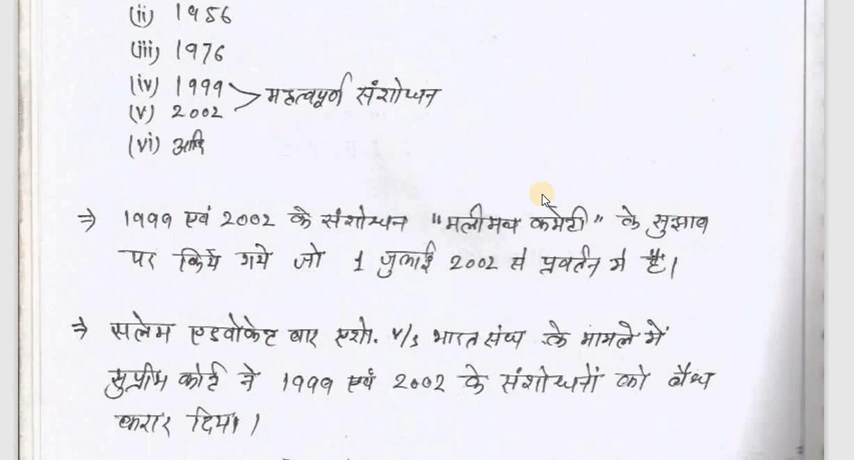 (ii) 1956
(iii) 1976
(iv) 1999
(v) 2002 > महत्वपूर्ण संशोधन
(vi) आदि
⇒ 1999 एवं 2002 के संशोधन "मलीमथ कमेटी" के सुझाव
पर किये गये जो 1 जुलाई 2002 से प्रवर्तन में है।
⇒ सलेम एडवोकेट बार एशो. v/s भारत संघ के मामले में
सुप्रीम कोर्ट ने 1999 एवं 2002 के संशोधनों को वैध
करार दिया।